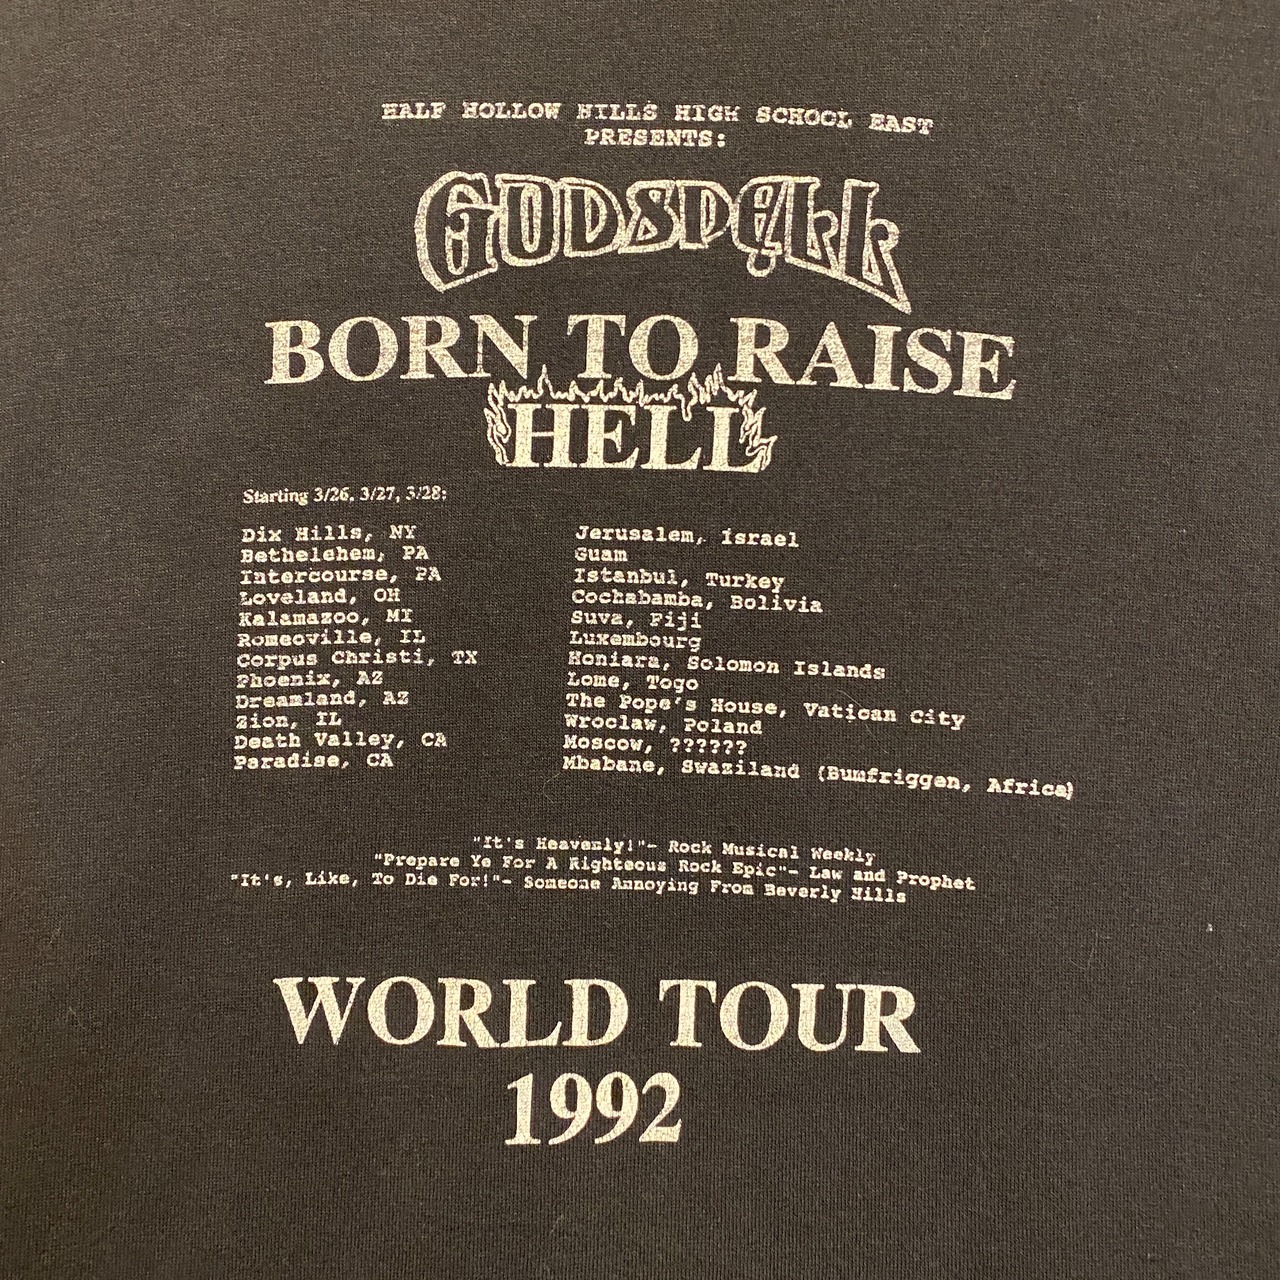 HALF HOLLOW HILLS HIGH SCHOOL EAST
PRESENTS:
GODSPELL
BORN TO RAISE
HELL
Starting 3/26, 3/27, 3/28:
Dix Hills, NY
Bethelehem, PA
Intercourse, PA
Loveland, OH
Kalamazoo, MI
Romeoville, IL
Corpus Christi, TX
Phoenix, AZ
Dreamland, AZ
Zion, IL
Death Valley, CA
Paradise, CA
Jerusalem, israel
Guam
Istanbul, Turkey
Cochabamba, Bolivia
Suva, Fiji
Luxembourg
Honiara, Solomon Islands
Lome, Togo
The Pope's House, Vatican City
Wroclaw, Poland
Moscow, ??????
Mbabane, Swaziland (Bumfriggen, Africa)
"It's Heavenly!"- Rock Musical Weekly
"Prepare Ye For A Righteous Rock Epic"- Law and Prophet
"It's, Like, To Die For!"- Someone Annoying From Beverly Hills
WORLD TOUR
1992